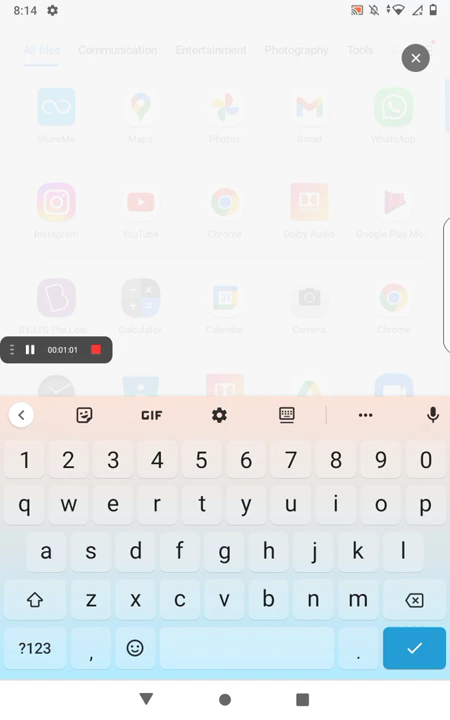 8:14
All files Communication Entertainment Photography Tools
ShareMe Maps Photos Gmail WhatsApp
Instagram YouTube Chrome Dolby Audio Google Play Mo...
BYJU'S The Lear Calculator Calendar Camera Chrome
00:01:01
GIF
1 2 3 4 5 6 7 8 9 0
q w e r t y u i o p
a s d f g h j k l
z x c v b n m
?123 , .